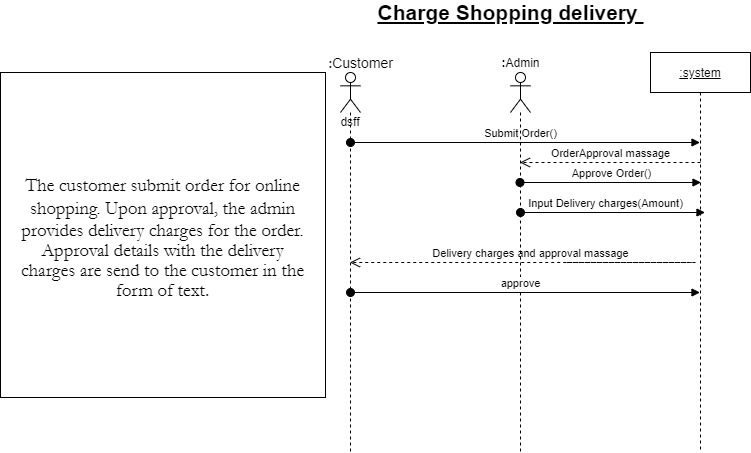 Charge Shopping delivery
:Customer
:Admin
:system
dsff
Submit Order()
OrderApproval massage
Approve Order()
Input Delivery charges(Amount)
Delivery charges and approval massage
approve
The customer submit order for online
shopping. Upon approval, the admin
provides delivery charges for the order.
Approval details with the delivery
charges are send to the customer in the
form of text.